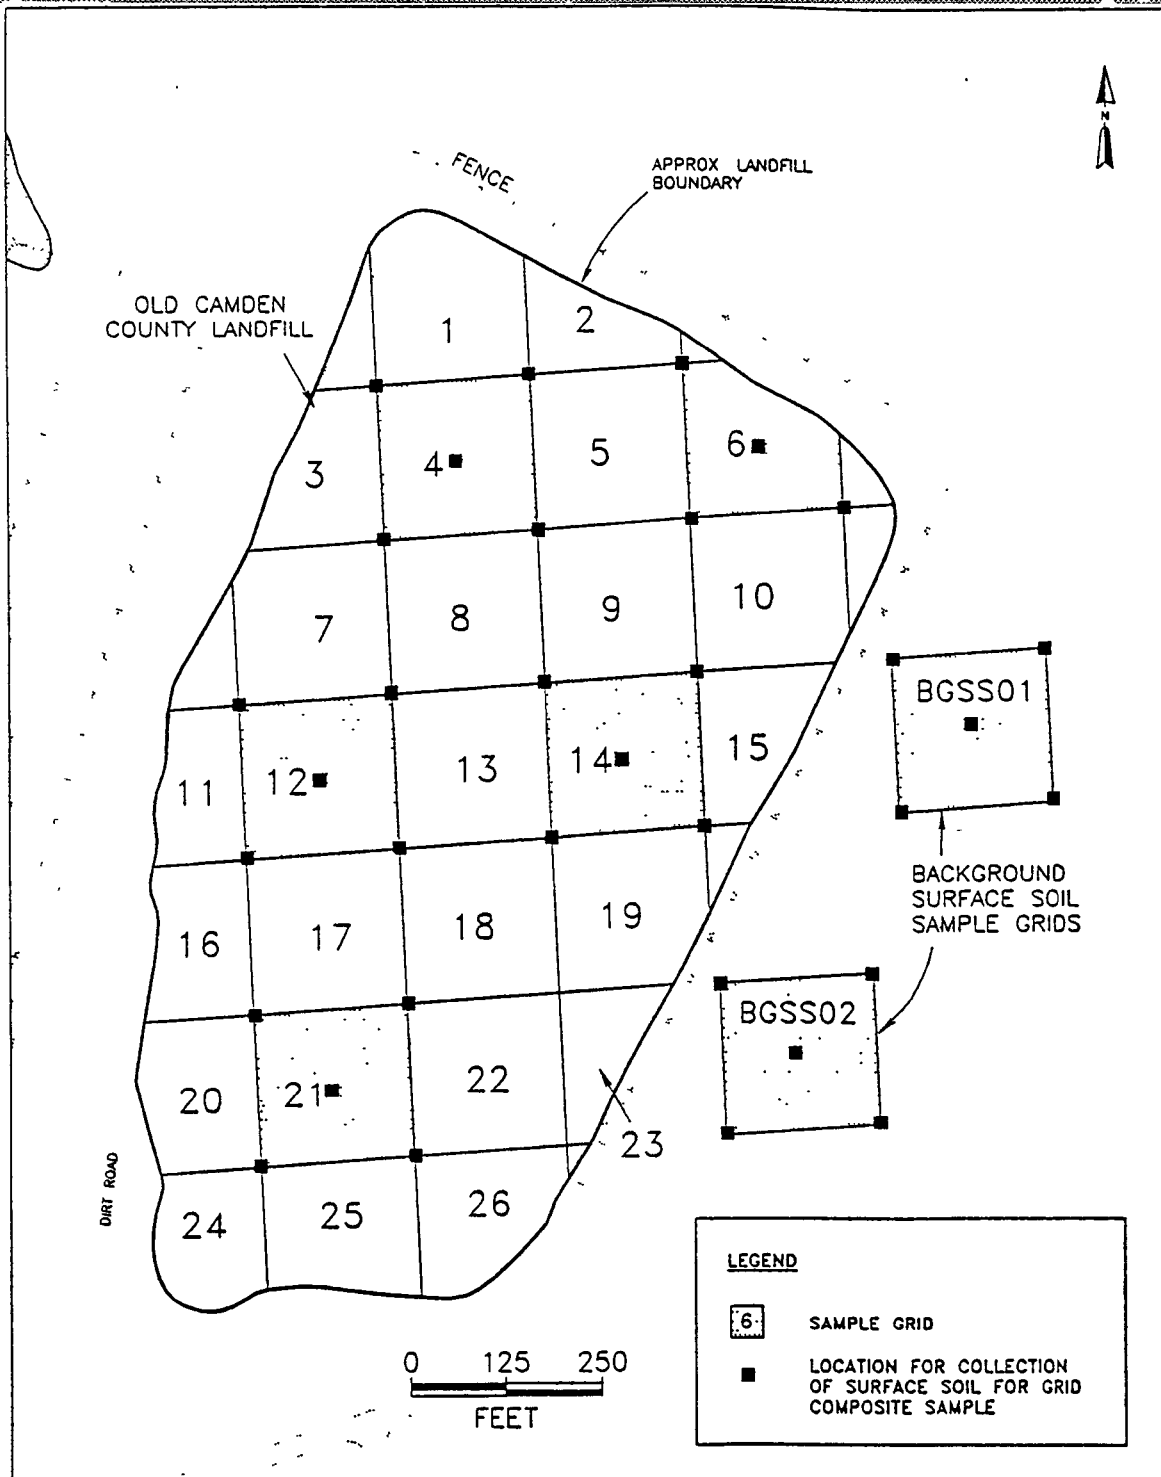 N
FENCE
APPROX LANDFILL
BOUNDARY
OLD CAMDEN
COUNTY LANDFILL
1
2
3
4
5
6
7
8
9
10
BGSS01
11
12
13
14
15
BACKGROUND
SURFACE SOIL
SAMPLE GRIDS
16
17
18
19
BGSS02
20
21
22
23
DIRT ROAD
24
25
26
LEGEND
6
SAMPLE GRID
LOCATION FOR COLLECTION
OF SURFACE SOIL FOR GRID
COMPOSITE SAMPLE
0 125 250
FEET